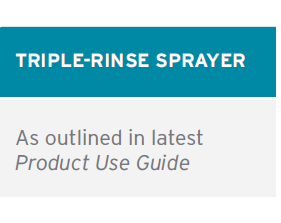 TRIPLE-RINSE SPRAYER
As outlined in latest
Product Use Guide